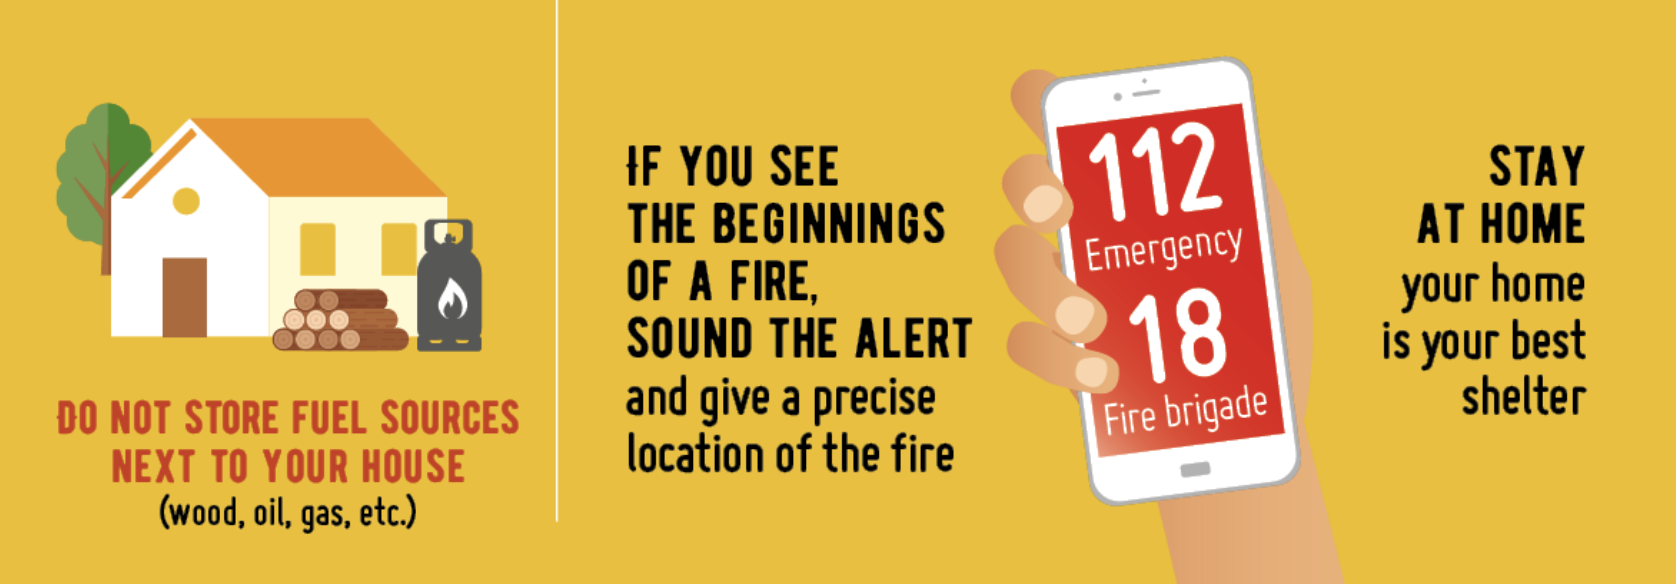 DO NOT STORE FUEL SOURCES
NEXT TO YOUR HOUSE
(wood, oil, gas, etc.)
IF YOU SEE
THE BEGINNINGS
OF A FIRE,
SOUND THE ALERT
and give a precise
location of the fire
112
Emergency
18
Fire brigade
STAY
AT HOME
your home
is your best
shelter